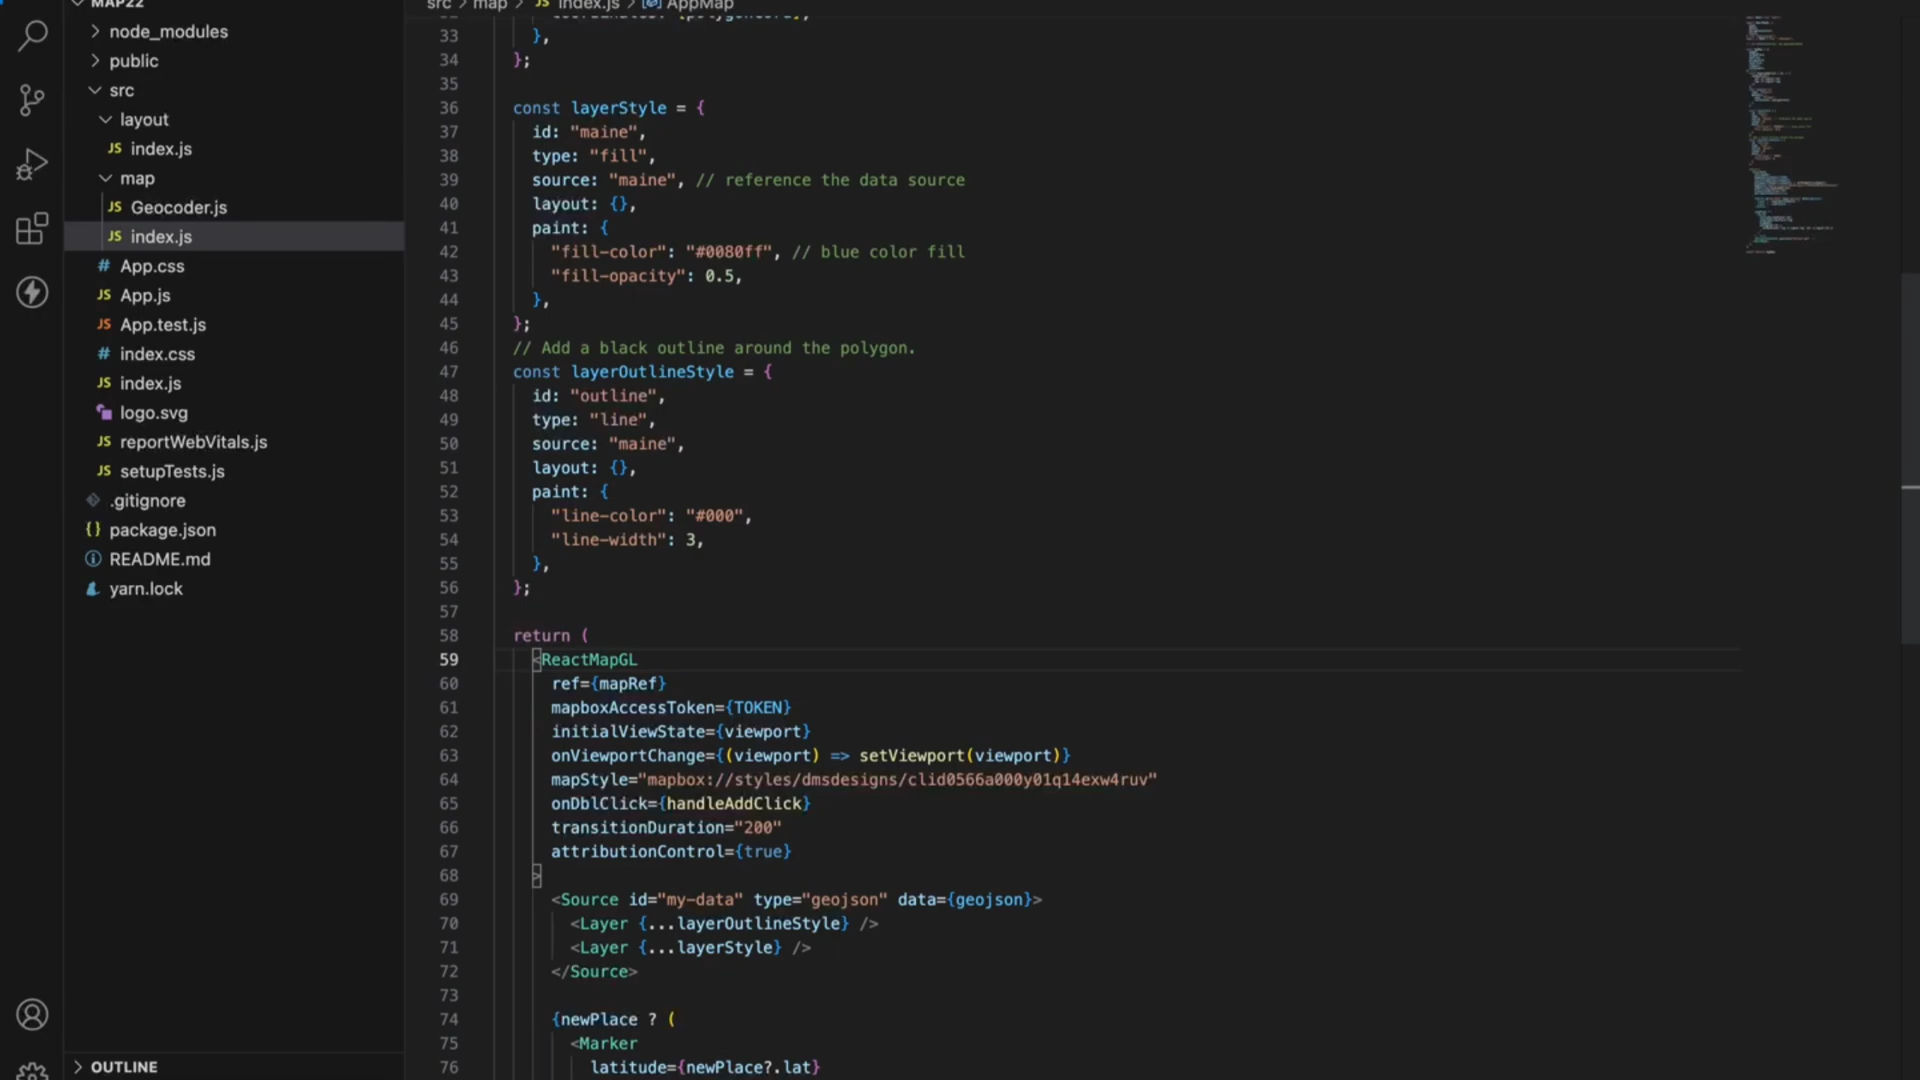 MAP22
node_modules
public
src
layout
JS index.js
map
JS Geocoder.js
JS index.js
# App.css
JS App.js
JS App.test.js
# index.css
JS index.js
logo.svg
JS reportWebVitals.js
JS setupTests.js
.gitignore
{} package.json
README.md
yarn.lock
OUTLINE
src > map > JS index.js > AppMap
33 },
34 };
35
36 const layerStyle = {
37 id: "maine",
38 type: "fill",
39 source: "maine", // reference the data source
40 layout: {},
41 paint: {
42 "fill-color": "#0080ff", // blue color fill
43 "fill-opacity": 0.5,
44 },
45 };
46 // Add a black outline around the polygon.
47 const layerOutlineStyle = {
48 id: "outline",
49 type: "line",
50 source: "maine",
51 layout: {},
52 paint: {
53 "line-color": "#000",
54 "line-width": 3,
55 },
56 };
57
58 return (
59 <ReactMapGL
60 ref={mapRef}
61 mapboxAccessToken={TOKEN}
62 initialViewState={viewport}
63 onViewportChange={(viewport) => setViewport(viewport)}
64 mapStyle="mapbox://styles/dmsdesigns/clid0566a000y01q14exw4ruv"
65 onDblClick={handleAddClick}
66 transitionDuration="200"
67 attributionControl={true}
68 >
69 <Source id="my-data" type="geojson" data={geojson}>
70 <Layer {...layerOutlineStyle} />
71 <Layer {...layerStyle} />
72 </Source>
73
74 {newPlace ? (
75 <Marker
76 latitude={newPlace?.lat}